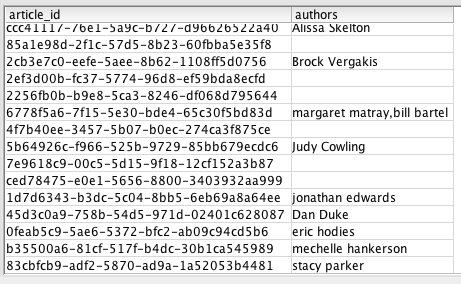 article_id authors
ccc41117-76e1-5a9c-b727-d96626522a40 Alissa Skelton
85a1e98d-2f1c-57d5-8b23-60fbba5e35f8
2cb3e7c0-eefe-5aee-8b62-1108ff5d0756 Brock Vergakis
2ef3d00b-fc37-5774-96d8-ef59bda8ecfd
2256fb0b-b9e8-5ca3-8246-df068d795644
6778f5a6-7f15-5e30-bde4-65c30f5bd83d margaret matray,bill bartel
4f7b40ee-3457-5b07-b0ec-274ca3f875ce
5b64926c-f966-525b-9729-85bb679ecdc6 Judy Cowling
7e9618c9-00c5-5d15-9f18-12cf152a3b87
ced78475-e0e1-5656-8800-3403932aa999
1d7d6343-b3dc-5c04-8bb5-6eb69a8a64ee jonathan edwards
45d3c0a9-758b-54d5-971d-02401c628087 Dan Duke
0feab5c9-5ae6-5372-bfc2-ab09c94cd5b6 eric hodies
b35500a6-81cf-517f-b4dc-30b1ca545989 mechelle hankerson
83cbfcb9-adf2-5870-ad9a-1a52053b4481 stacy parker